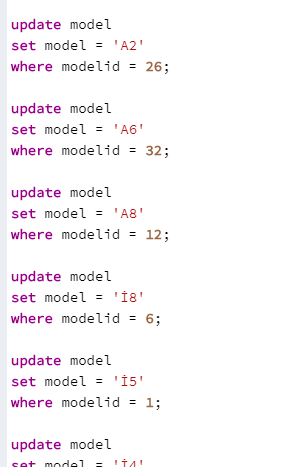 update model
set model = 'A2'
where modelid = 26;
update model
set model = 'A6'
where modelid = 32;
update model
set model = 'A8'
where modelid = 12;
update model
set model = 'İ8'
where modelid = 6;
update model
set model = 'İ5'
where modelid = 1;
update model
set model = 'İ4'